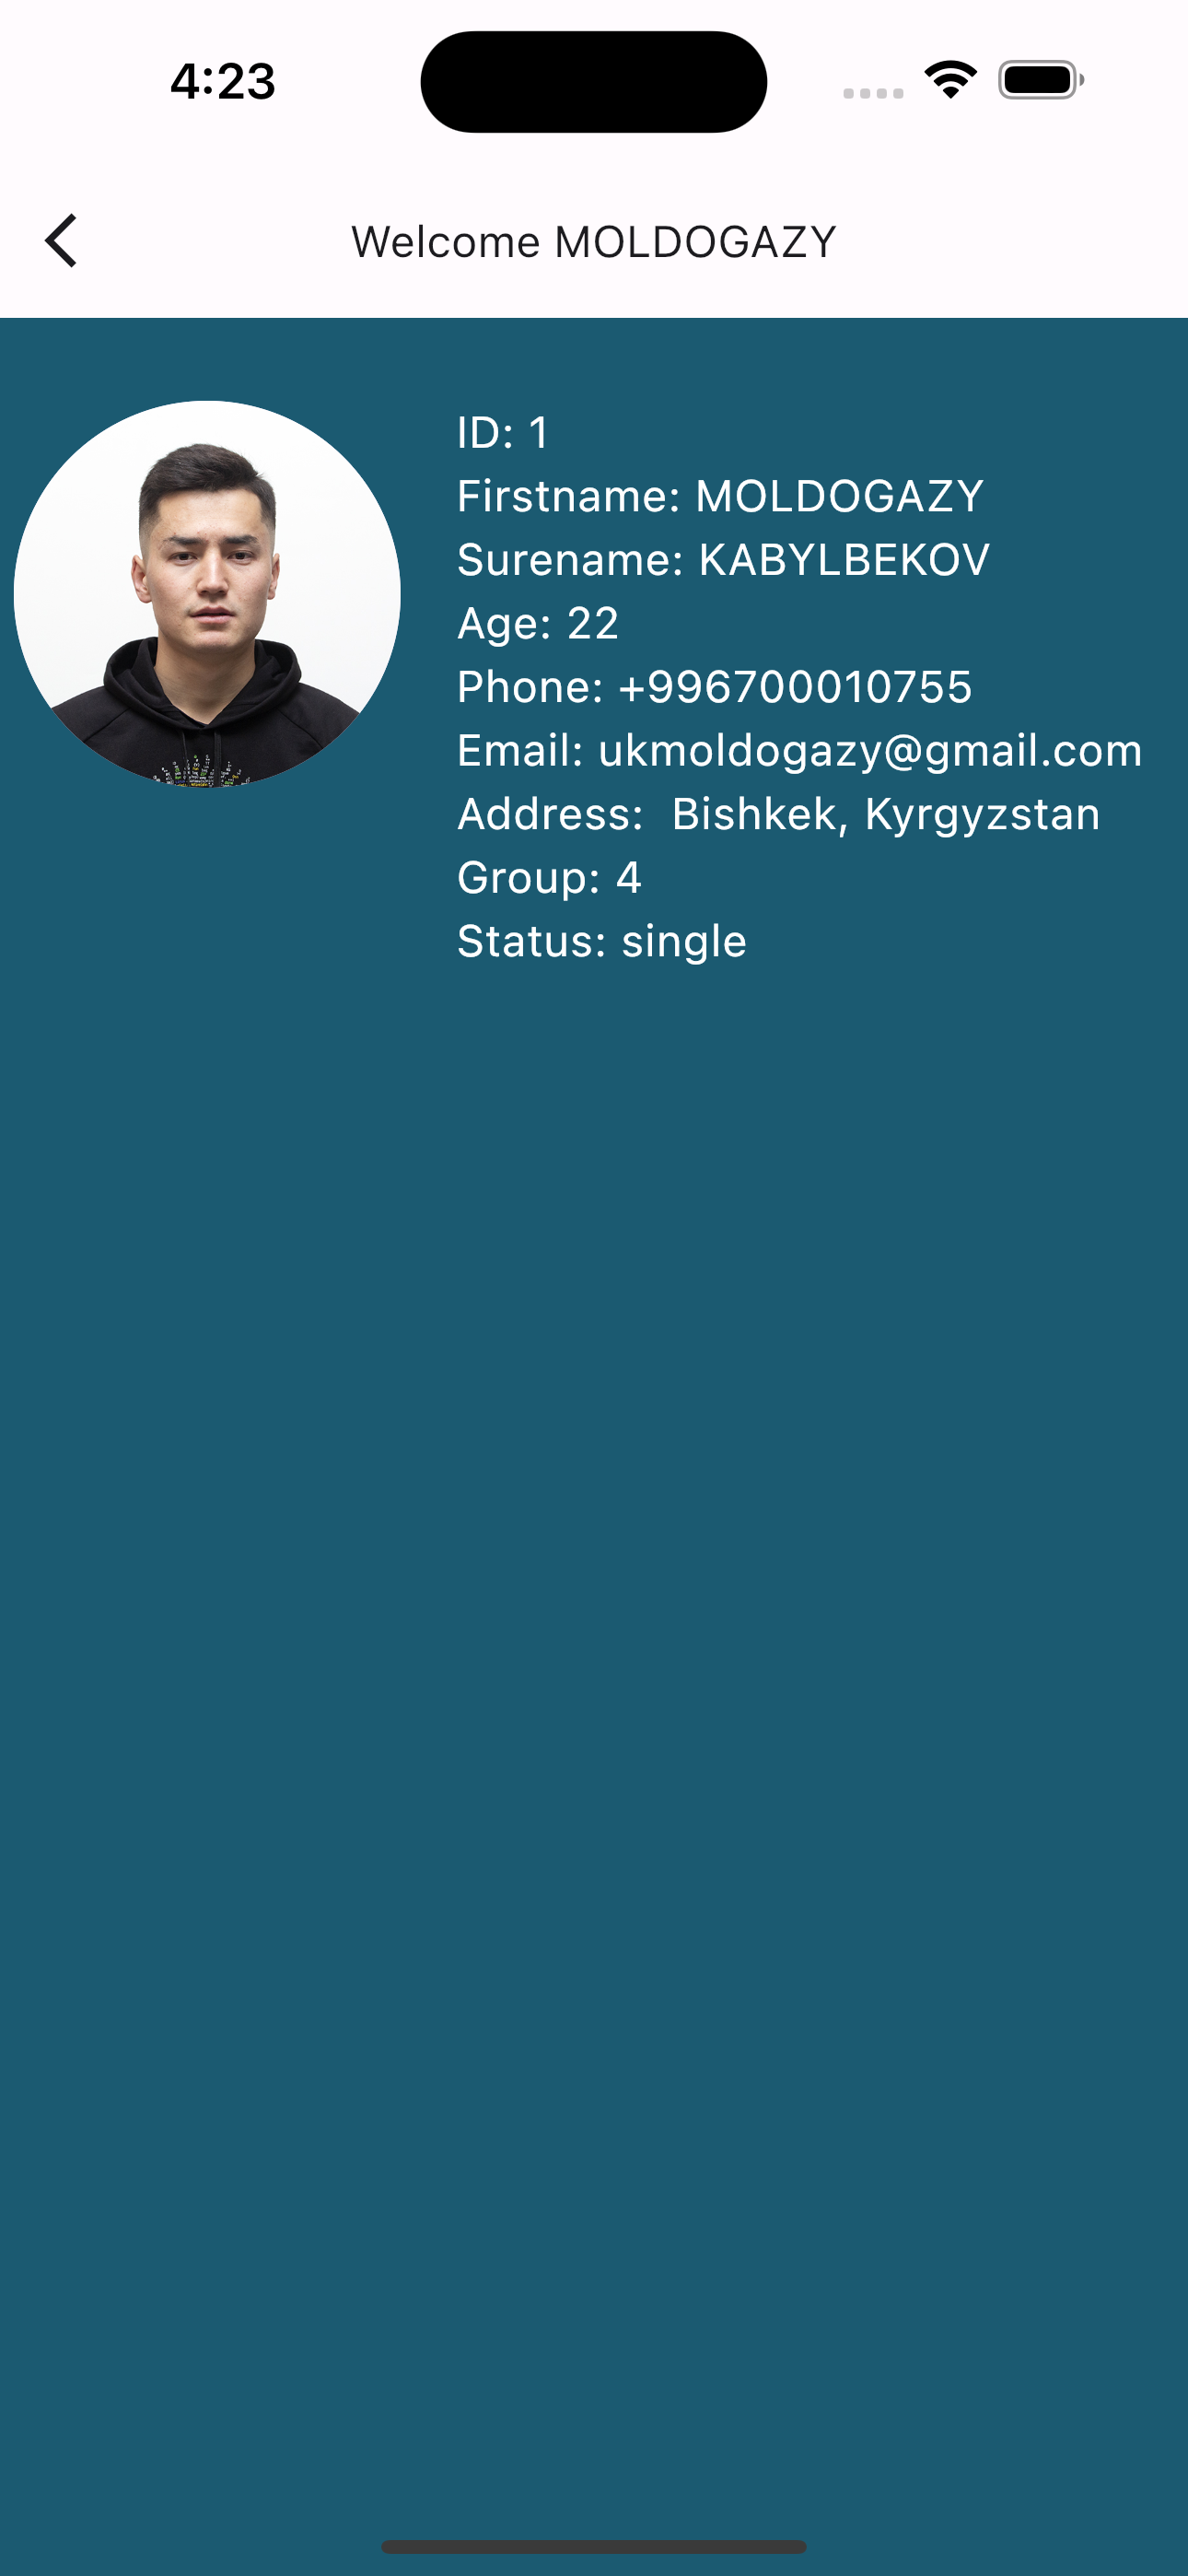 4:23
Welcome MOLDOGAZY
ID: 1
Firstname: MOLDOGAZY
Surename: KABYLBEKOV
Age: 22
Phone: +996700010755
Email: ukmoldogazy@gmail.com
Address:  Bishkek, Kyrgyzstan
Group: 4
Status: single